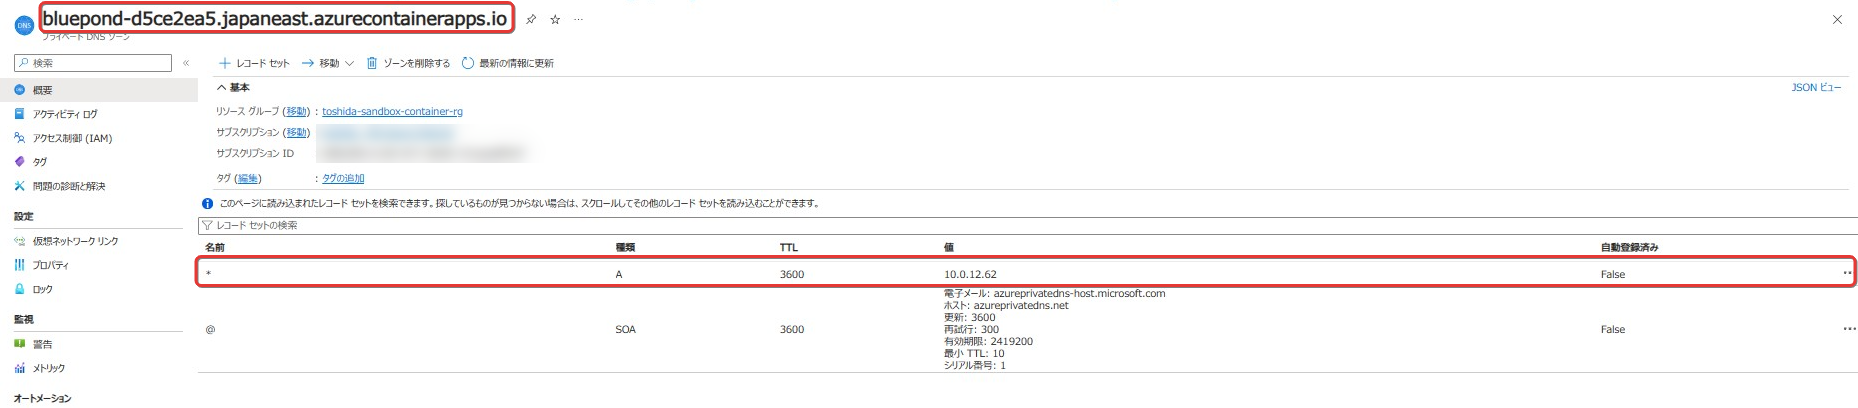 bluepond-d5ce2ea5.japaneast.azurecontainerapps.io
DNS
プライベート DNS ゾーン
検索
概要
アクティビティ ログ
アクセス制御 (IAM)
タグ
問題の診断と解決
設定
仮想ネットワーク リンク
プロパティ
ロック
監視
警告
メトリック
オートメーション
レコード セット 移動 ゾーンを削除する 最新の情報に更新
基本 JSON ビュー
リソース グループ (移動) : toshida-sandbox-container-rg
サブスクリプション (移動)
サブスクリプション ID
タグ (編集) : タグの追加
このページに読み込まれたレコード セットを検索できます。探しているものが見つからない場合は、スクロールしてその他のレコード セットを読み込むことができます。
レコード セットの検索
名前 種類 TTL 値 自動登録済み
* A 3600 10.0.12.62 False
@ SOA 3600 電子メール: azureprivatedns-host.microsoft.com False
ホスト: azureprivatedns.net
更新: 3600
再試行: 300
有効期限: 2419200
最小 TTL: 10
シリアル番号: 1